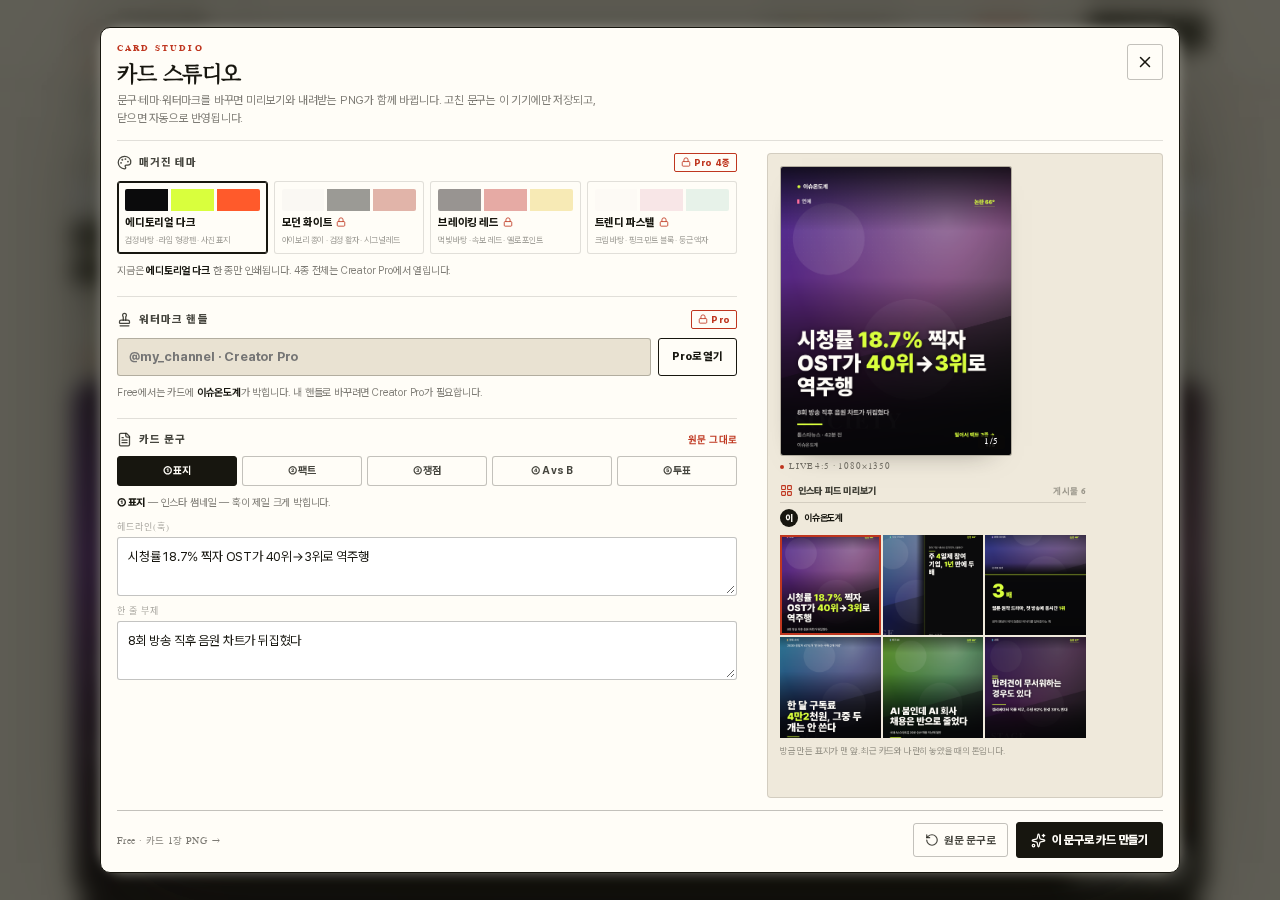 CARD STUDIO
카드 스튜디오
문구·테마·워터마크를 바꾸면 미리보기와 내려받는 PNG가 함께 바뀝니다. 고친 문구는 이 기기에만 저장되고,
닫으면 자동으로 반영됩니다.
매거진 테마
Pro 4종
에디토리얼 다크
검정 바탕 · 라임 형광펜 · 사진 표지
모던 화이트
아이보리 종이 · 검정 활자 · 시그널 레드
브레이킹 레드
먹빛 바탕 · 속보 레드 · 옐로 포인트
트렌디 파스텔
크림 바탕 · 핑크 민트 블록 · 둥근 액자
지금은 에디토리얼 다크 한 종만 인쇄됩니다. 4종 전체는 Creator Pro에서 열립니다.
워터마크 핸들
Pro
@my_channel · Creator Pro
Pro로 열기
Free에서는 카드에 이슈온도계가 박힙니다. 내 핸들로 바꾸려면 Creator Pro가 필요합니다.
카드 문구
원문 그대로
①표지
②팩트
③쟁점
④A vs B
⑤투표
①표지 — 인스타 썸네일 — 훅이 제일 크게 박힙니다.
헤드라인(훅)
시청률 18.7% 찍자 OST가 40위→3위로 역주행
한 줄 부제
8회 방송 직후 음원 차트가 뒤집혔다
이슈온도계
연예
논란 66°
시청률 18.7% 찍자
OST가 40위→3위로
역주행
8회 방송 직후 음원 차트가 뒤집혔다
이슈온도계
1/5
LIVE 4:5 · 1080×1350
인스타 피드 미리보기
게시물 6
이
이슈온도계
시청률 18.7% 찍자
OST가 40위→3위로
역주행
주 4일제 참여
기업, 1년 만에 두
배
3배
한 달 구독료
4만2천원, 그중 두
개는 안 쓴다
AI 붐인데 AI 회사
채용은 반으로 줄었다
반려견이 무서워하는
경우도 있다
방금 만든 표지가 맨 앞. 최근 카드와 나란히 놓였을 때의 톤입니다.
Free · 카드 1장 PNG →
원문 문구로
이 문구로 카드 만들기